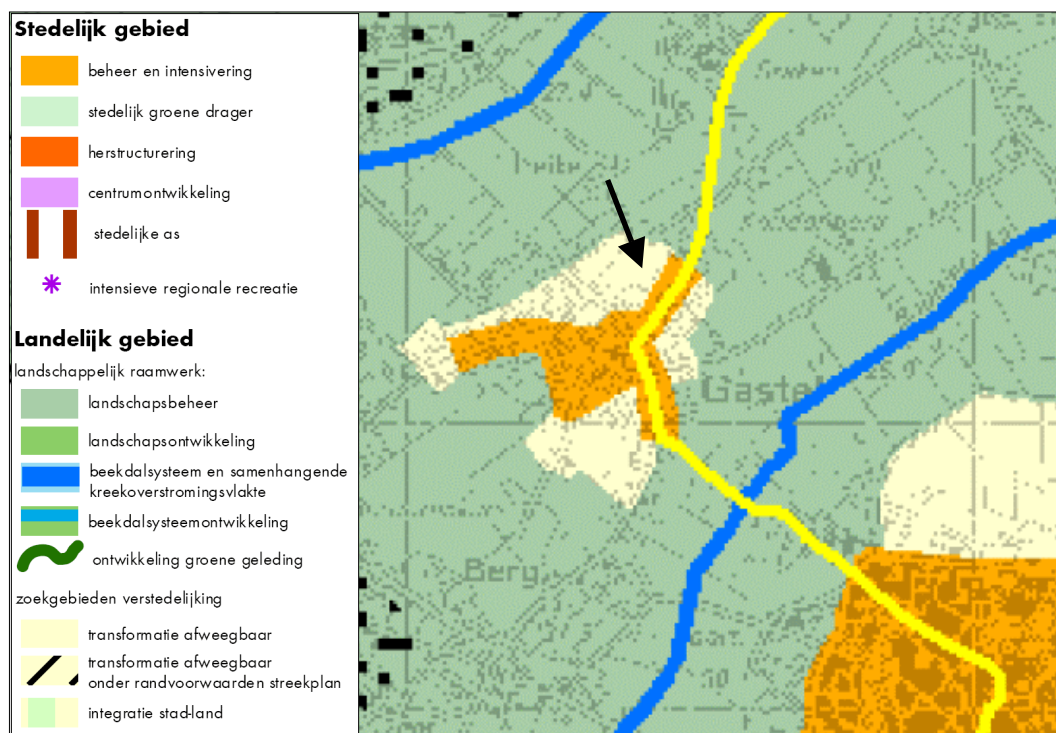 Stedelijk gebied
beheer en intensivering
stedelijk groene drager
herstructurering
centrumontwikkeling
stedelijke as
intensieve regionale recreatie
Landelijk gebied
landschappelijk raamwerk:
landschapsbeheer
landschapsontwikkeling
beekdalsysteem en samenhangende
kreekoverstromingsvlakte
beekdalsysteemontwikkeling
ontwikkeling groene geleding
zoekgebieden verstedelijking
transformatie afweegbaar
transformatie afweegbaar
onder randvoorwaarden streekplan
integratie stad-land
Berg